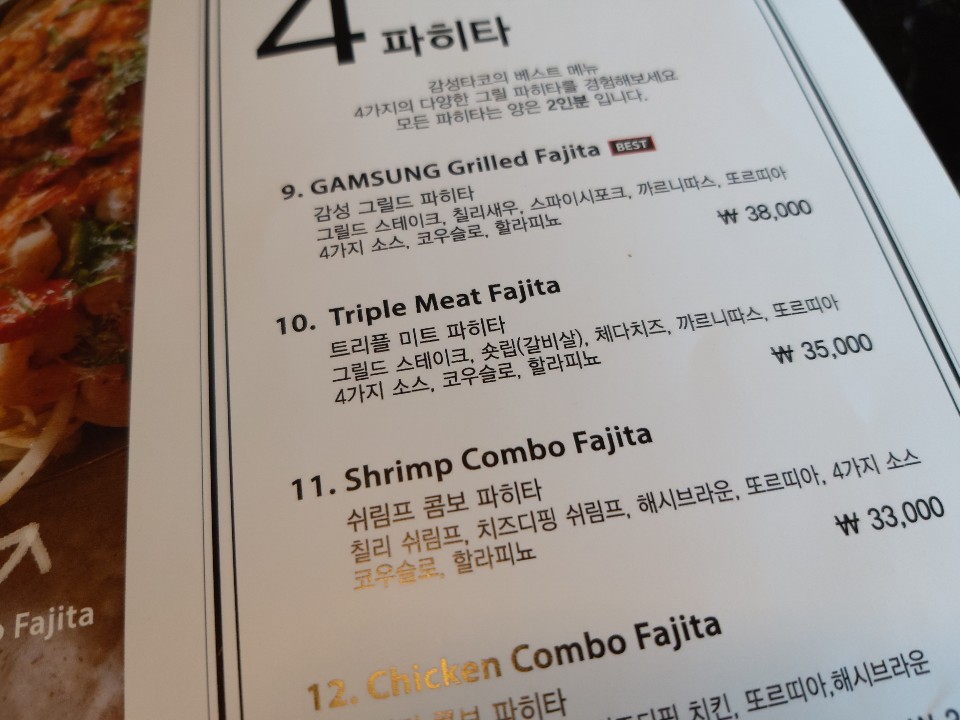 4 파히타
감성타코의 베스트 메뉴
4가지의 다양한 그릴 파히타를 경험해보세요
모든 파히타는 양은 2인분 입니다.
9. GAMSUNG Grilled Fajita BEST
감성 그릴드 파히타
그릴드 스테이크, 칠리새우, 스파이시포크, 까르니따스, 또르띠아
4가지 소스, 코우슬로, 할라피뇨
₩ 38,000
10. Triple Meat Fajita
트리플 미트 파히타
그릴드 스테이크, 숏립(갈비살), 체다치즈, 까르니따스, 또르띠아
4가지 소스, 코우슬로, 할라피뇨
₩ 35,000
11. Shrimp Combo Fajita
쉬림프 콤보 파히타
칠리 쉬림프, 치즈디핑 쉬림프, 해시브라운, 또르띠아, 4가지 소스
코우슬로, 할라피뇨
₩ 33,000
12. Chicken Combo Fajita
콤보 파히타
치킨, 또르띠아,해시브라운
Fajita